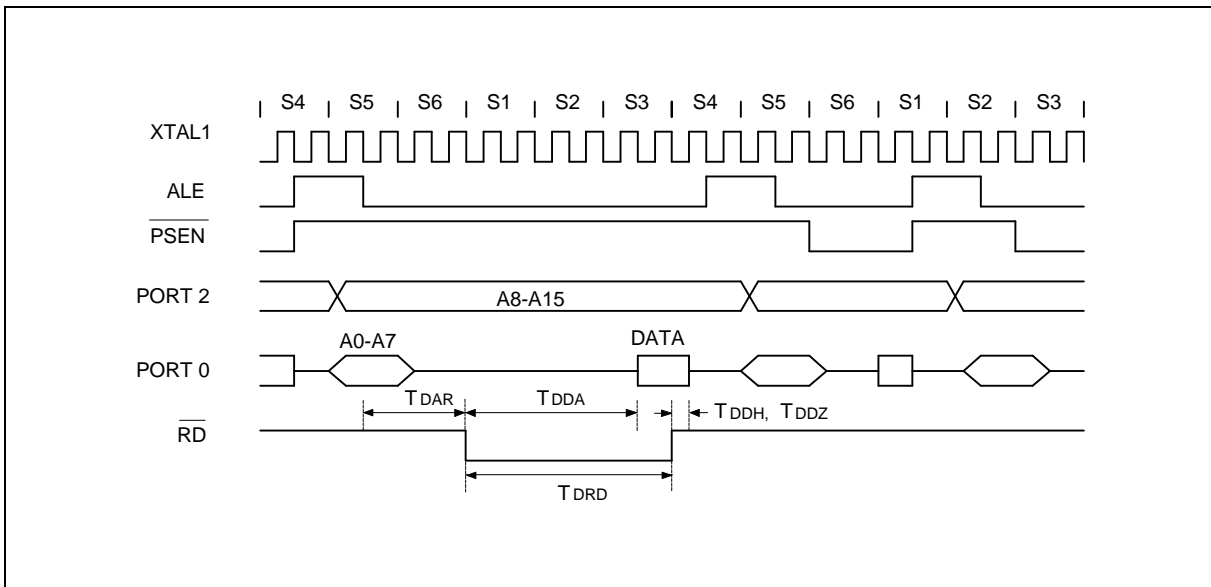 S4 S5 S6 S1 S2 S3 S4 S5 S6 S1 S2 S3
XTAL1
ALE
PSEN
PORT 2
A8-A15
A0-A7
DATA
PORT 0
TDAR
TDDA
TDDH, TDDZ
RD
TDRD